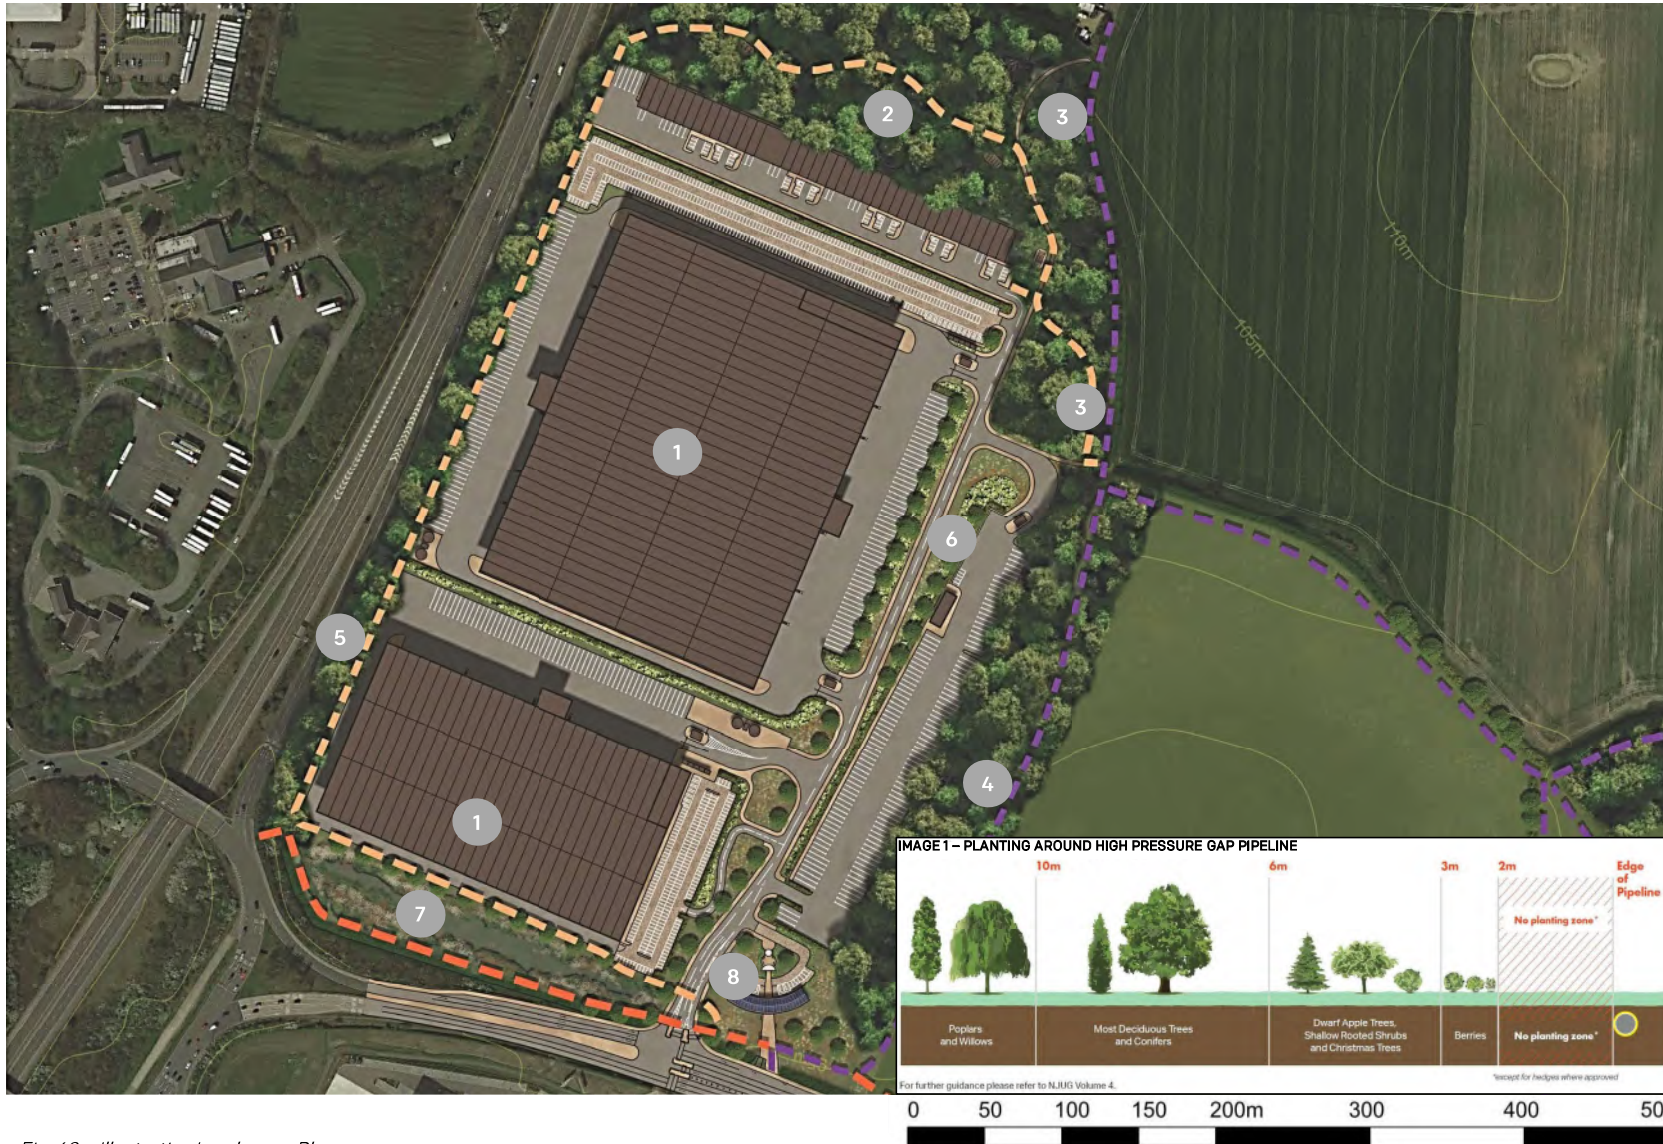 2
3
110m
105m
3
1
6
5
4
1
7
8
IMAGE 1 – PLANTING AROUND HIGH PRESSURE GAP PIPELINE
10m
6m
3m
2m
Edge
of
Pipeline
No planting zone*
Poplars
and Willows
Most Deciduous Trees
and Conifers
Dwarf Apple Trees,
Shallow Rooted Shrubs
and Christmas Trees
Berries
No planting zone*
*except for hedges where approved
For further guidance please refer to NJUG Volume 4.
0 50 100 150 200m 300 400 50